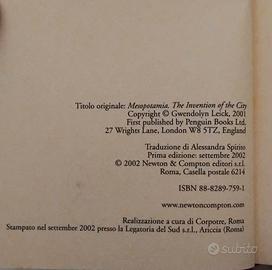 Titolo originale: Mesopotamia. The Invention of the City
Copyright © Gwendolyn Leick, 2001
First published by Penguin Books Ltd.
27 Wrights Lane, London W8 5TZ, England
Traduzione di Alessandra Spirito
Prima edizione: settembre 2002
© 2002 Newton & Compton editori s.r.l.
Roma, Casella postale 6214
ISBN 88-8289-759-1
www.newtoncompton.com
Realizzazione a cura di Corpotre, Roma
Stampato nel settembre 2002 presso la Legatoria del Sud s.r.l., Ariccia (Roma)
subito